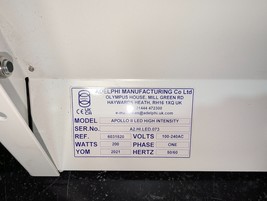 ADELPHI MANUFACTURING Co Ltd
OLYMPUS HOUSE, MILL GREEN RD
HAYWARDS HEATH, RH16 1XQ UK
MODEL APOLLO II LED HIGH INTENSITY
SER.No. A2.HI.LED.073
REF. VOLTS 100-240AC
WATTS 200 PHASE ONE
YOM 2021 HERTZ 50/60